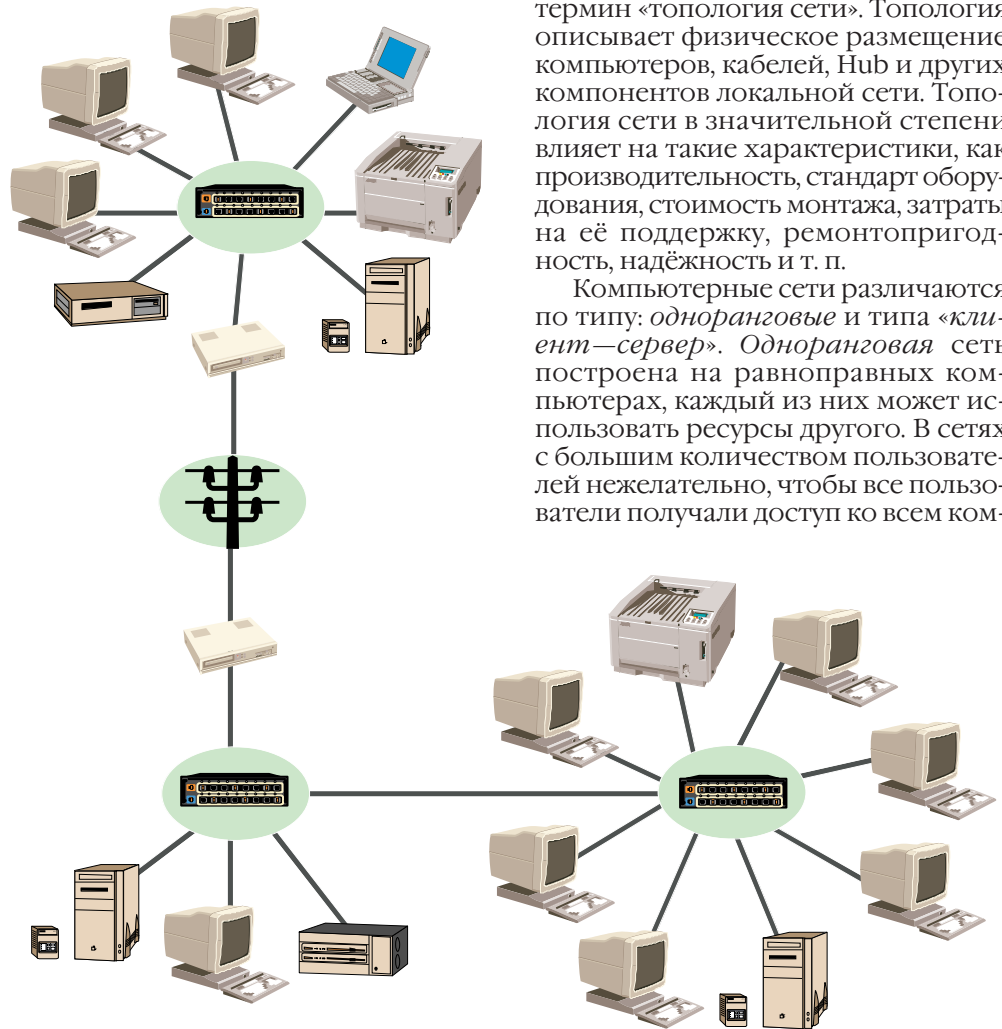 термин «топология сети». Топология
описывает физическое размещение
компьютеров, кабелей, Hub и других
компонентов локальной сети. Топо-
логия сети в значительной степени
влияет на такие характеристики, как
производительность, стандарт обору-
дования, стоимость монтажа, затраты
на её поддержку, ремонтопригод-
ность, надёжность и т. п.
Компьютерные сети различаются
по типу: одноранговые и типа «кли-
ент—сервер». Одноранговая сеть
построена на равноправных ком-
пьютерах, каждый из них может ис-
пользовать ресурсы другого. В сетях
с большим количеством пользовате-
лей нежелательно, чтобы все пользо-
ватели получали доступ ко всем ком-